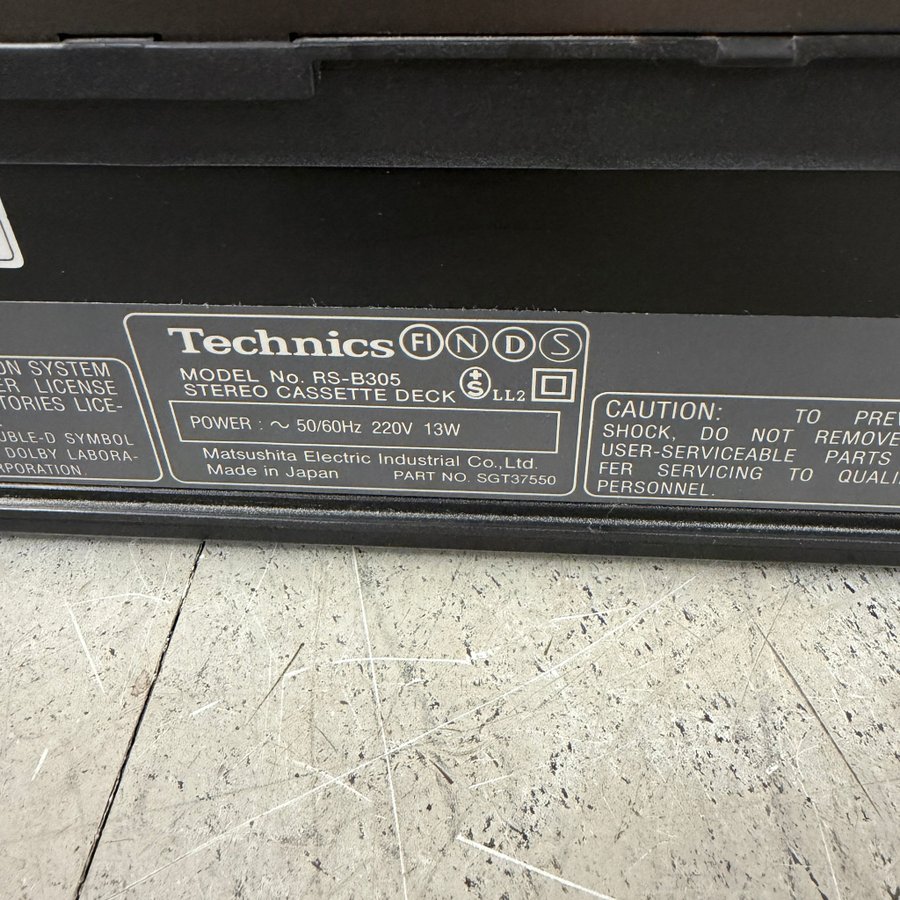 ON SYSTEM
ER LICENSE
TORIES LICE-
UBLE-D SYMBOL
DOLBY LABORA-
RPORATION.
Technics FI N D S
MODEL No. RS-B305
STEREO CASSETTE DECK
+S LL2
POWER : ~ 50/60Hz 220V 13W
Matsushita Electric Industrial Co., Ltd.
Made in Japan PART NO. SGT37550
CAUTION: TO PREV
SHOCK, DO NOT REMOVE
USER-SERVICEABLE PARTS
FER SERVICING TO QUALI
PERSONNEL.